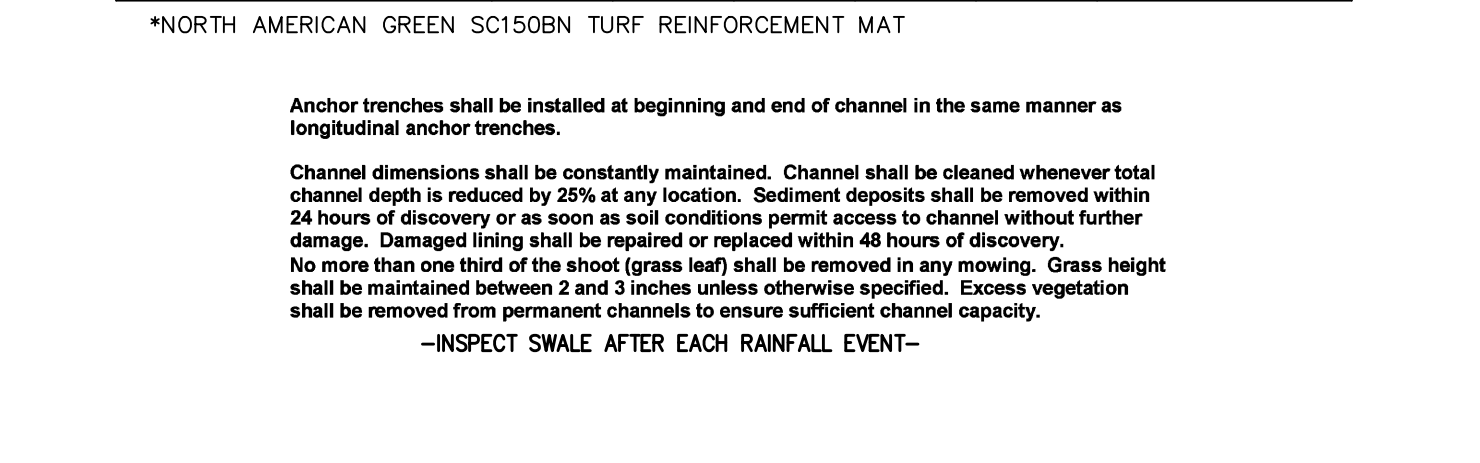 *NORTH AMERICAN GREEN SC150BN TURF REINFORCEMENT MAT
Anchor trenches shall be installed at beginning and end of channel in the same manner as
longitudinal anchor trenches.
Channel dimensions shall be constantly maintained.  Channel shall be cleaned whenever total
channel depth is reduced by 25% at any location.  Sediment deposits shall be removed within
24 hours of discovery or as soon as soil conditions permit access to channel without further
damage.  Damaged lining shall be repaired or replaced within 48 hours of discovery.
No more than one third of the shoot (grass leaf) shall be removed in any mowing.  Grass height
shall be maintained between 2 and 3 inches unless otherwise specified.  Excess vegetation
shall be removed from permanent channels to ensure sufficient channel capacity.
-INSPECT SWALE AFTER EACH RAINFALL EVENT-